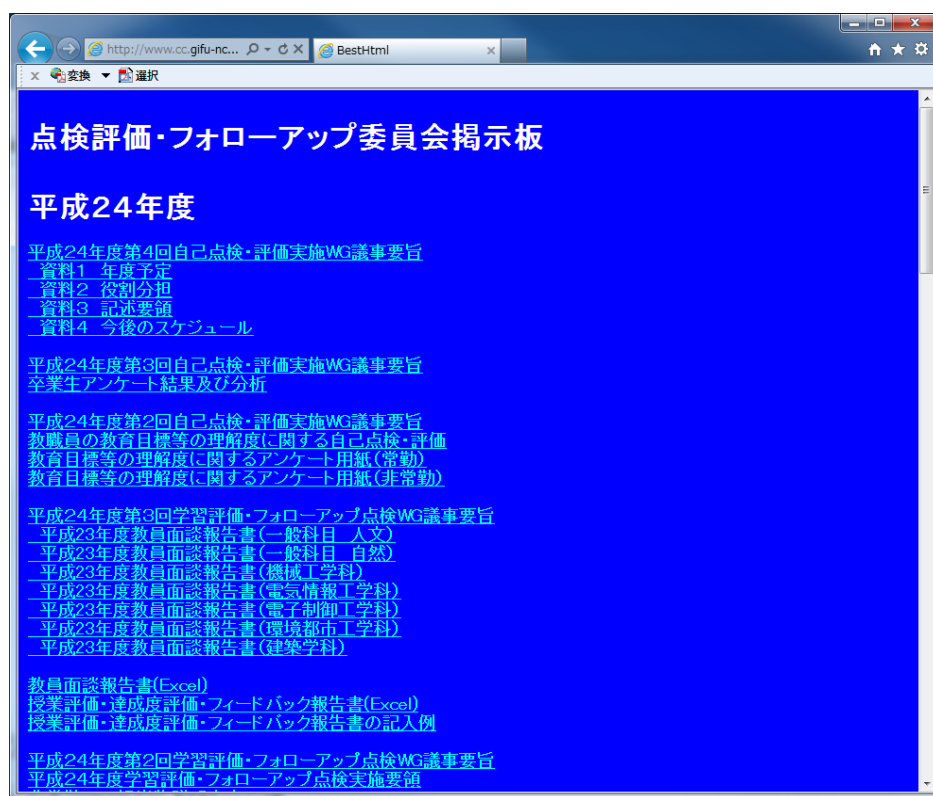 http://www.cc.gifu-nc...
BestHtml
変換
選択
点検評価・フォローアップ委員会掲示板
平成24年度
平成24年度第4回自己点検・評価実施WG議事要旨
資料1 年度予定
資料2 役割分担
資料3 記述要領
資料4 今後のスケジュール
平成24年度第3回自己点検・評価実施WG議事要旨
卒業生アンケート結果及び分析
平成24年度第2回自己点検・評価実施WG議事要旨
教職員の教育目標等の理解度に関する自己点検・評価
教育目標等の理解度に関するアンケート用紙(常勤)
教育目標等の理解度に関するアンケート用紙(非常勤)
平成24年度第3回学習評価・フォローアップ点検WG議事要旨
平成23年度教員面談報告書(一般科目 人文)
平成23年度教員面談報告書(一般科目 自然)
平成23年度教員面談報告書(機械工学科)
平成23年度教員面談報告書(電気情報工学科)
平成23年度教員面談報告書(電子制御工学科)
平成23年度教員面談報告書(環境都市工学科)
平成23年度教員面談報告書(建築学科)
教員面談報告書(Excel)
授業評価・達成度評価・フィードバック報告書(Excel)
授業評価・達成度評価・フィードバック報告書の記入例
平成24年度第2回学習評価・フォローアップ点検WG議事要旨
平成24年度学習評価・フォローアップ点検実施要領